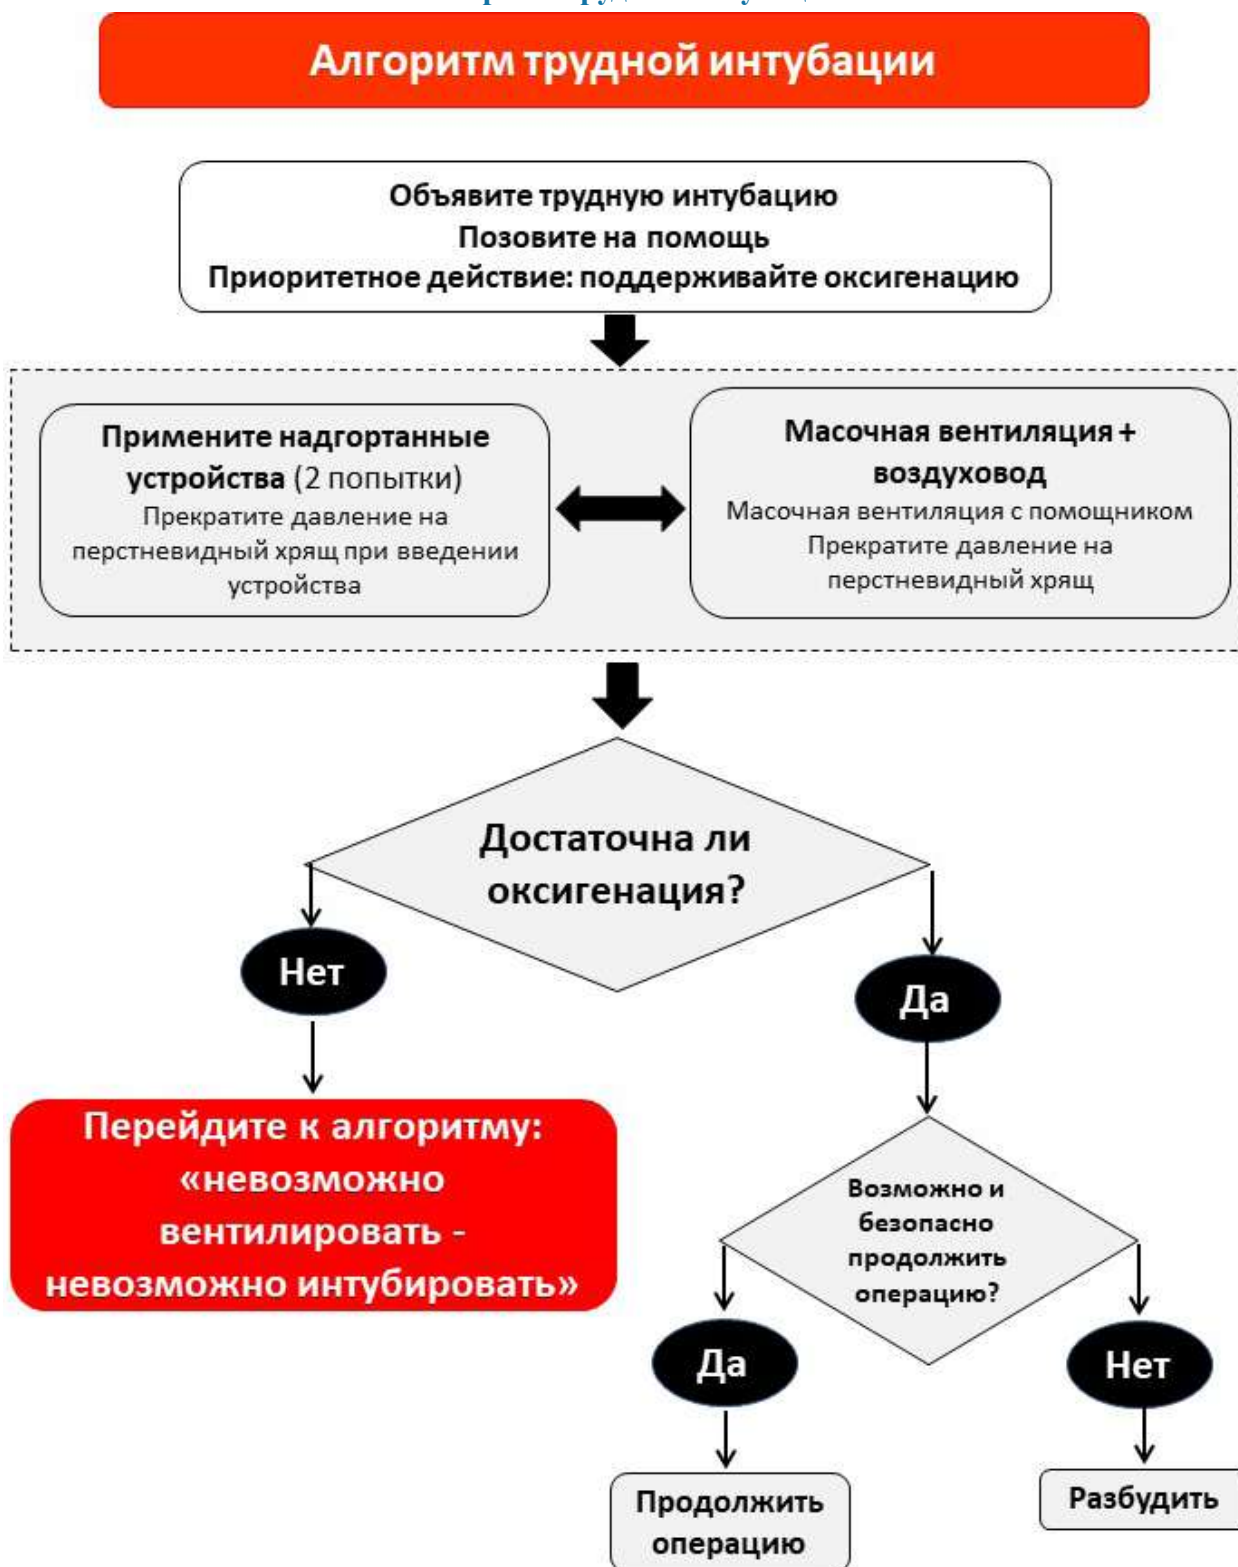 Алгоритм трудной интубации
Объявите трудную интубацию
Позовите на помощь
Приоритетное действие: поддерживайте оксигенацию
Примените надгортанные
устройства (2 попытки)
Прекратите давление на
перстневидный хрящ при введении
устройства
Масочная вентиляция +
воздуховод
Масочная вентиляция с помощником
Прекратите давление на
перстневидный хрящ
Достаточна ли
оксигенация?
Нет
Да
Перейдите к алгоритму:
«невозможно
вентилировать -
невозможно интубировать»
Возможно и
безопасно
продолжить
операцию?
Да
Нет
Продолжить
операцию
Разбудить